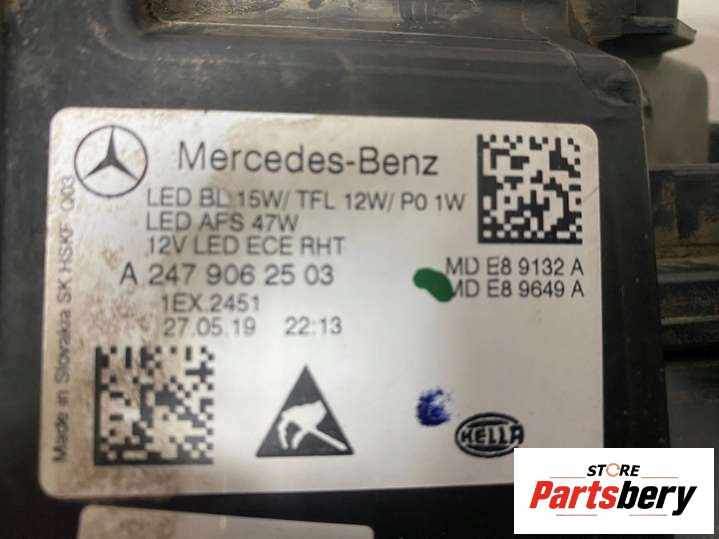 Mercedes-Benz
LED BL 15W/ TFL 12W/ P0 1W
LED AFS 47W
12V LED ECE RHT
A 247 906 25 03
1EX.2451
27.05.19 22:13
MD E8 9132 A
MD E8 9649 A
Made in Slovakia SK HSKF Q03
HELLA
STORE
Partsbery